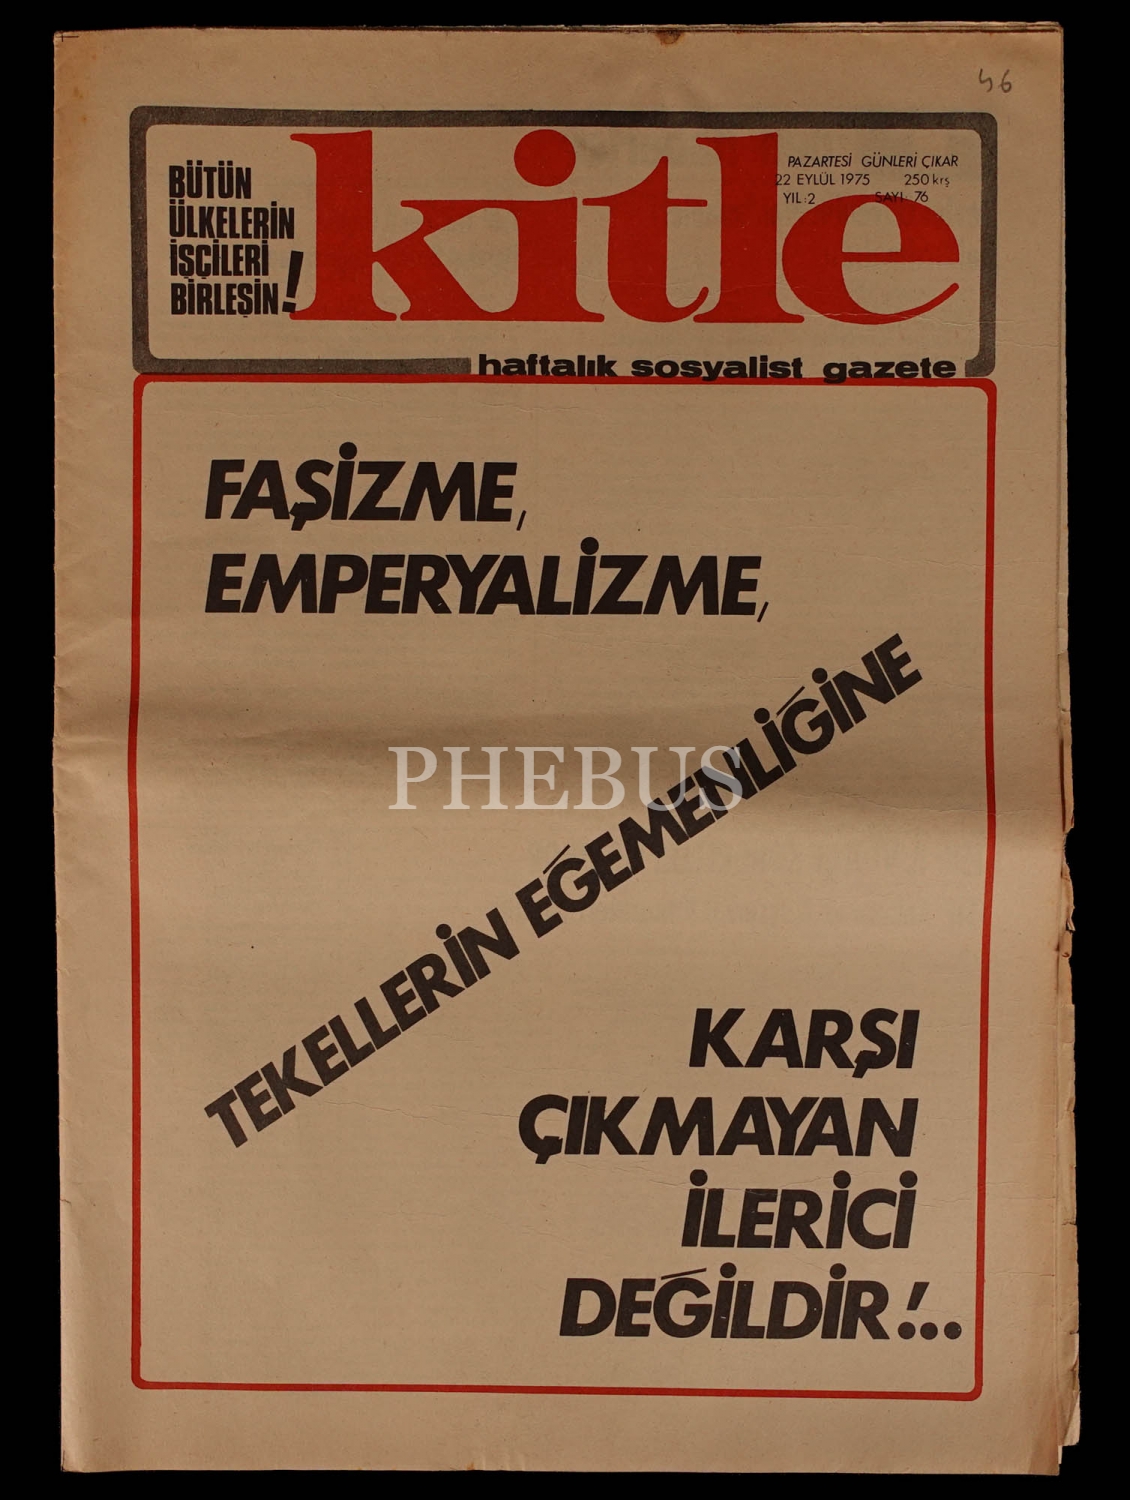 46
BÜTÜN
ÜLKELERİN
İŞÇİLERİ
BİRLEŞİN!
kitle
PAZARTESİ GÜNLERİ ÇIKAR
22 EYLÜL 1975 250 krş
YIL:2 SAYI: 76
haftalık sosyalist gazete
FAŞİZME,
EMPERYALİZME,
TEKELLERİN EĞEMENLİĞİNE
PHEBUS
KARŞI
ÇIKMAYAN
İLERİCİ
DEĞİLDİR!..